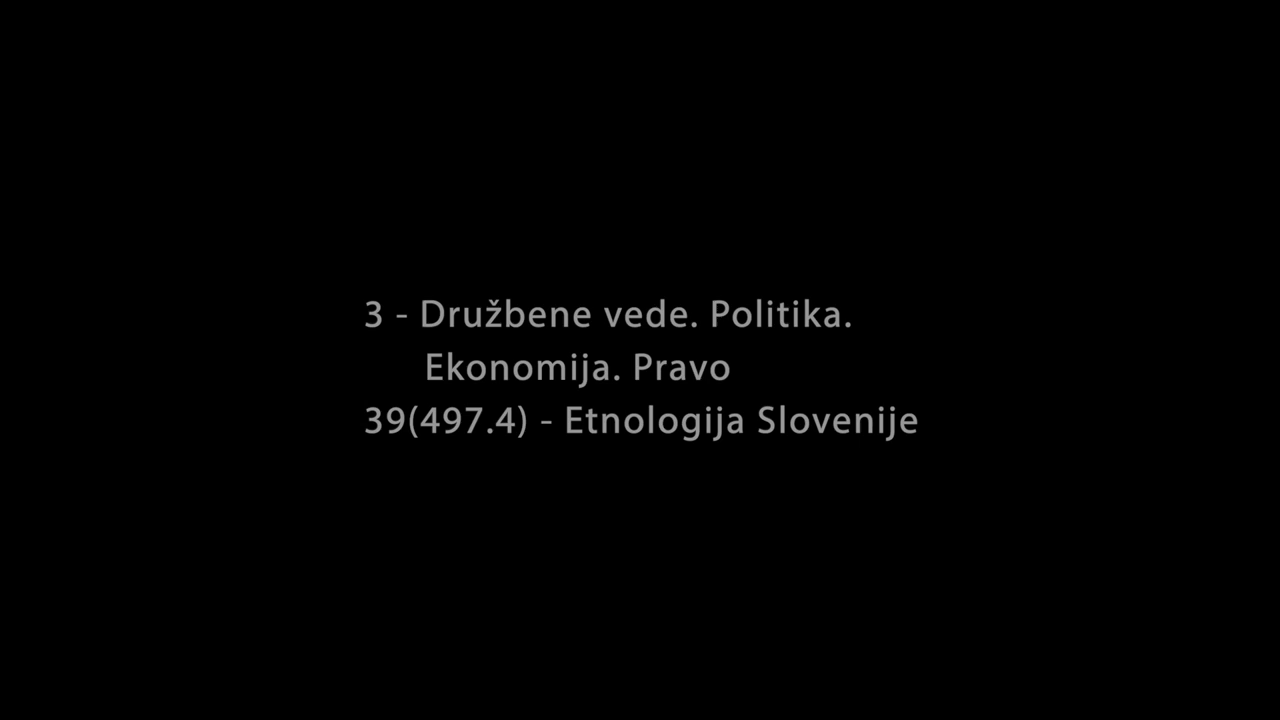 3 - Družbene vede. Politika.
Ekonomija. Pravo
39(497.4) - Etnologija Slovenije